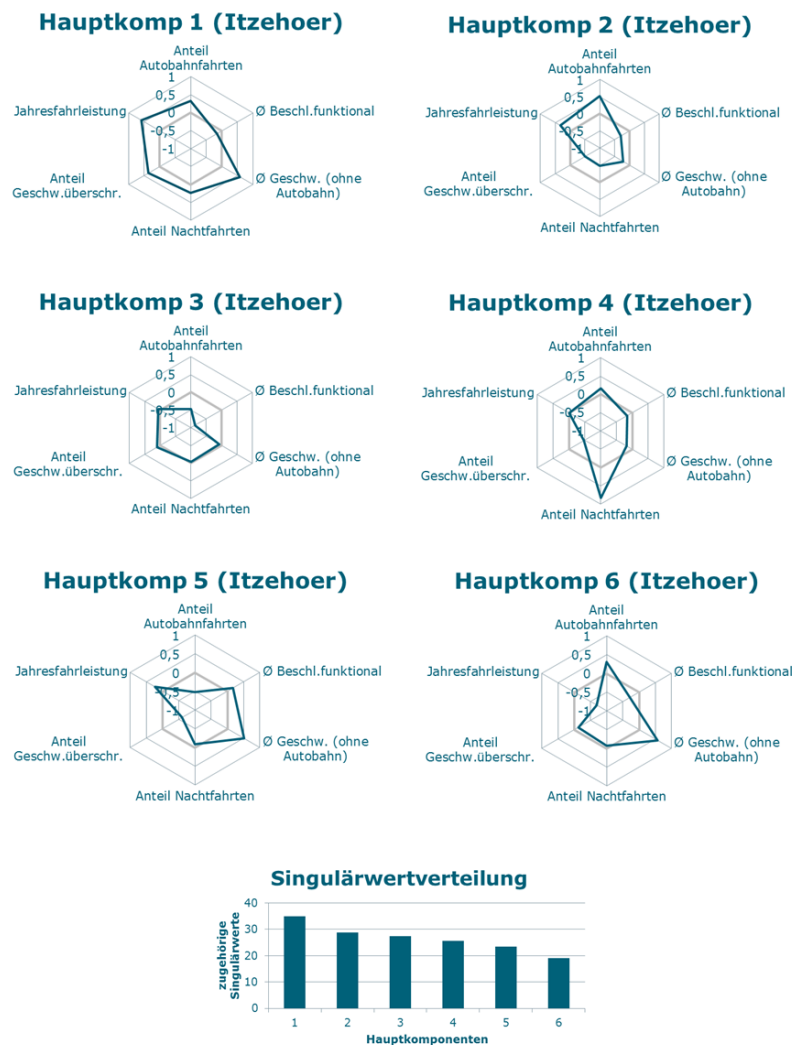 Hauptkomp 1 (Itzehoer)
Anteil
Autobahnfahrten
1
0,5
0
-0,5
-1
Jahresfahrleistung
Ø Beschl.funktional
Anteil
Geschw.überschr.
Ø Geschw. (ohne
Autobahn)
Anteil Nachtfahrten
Hauptkomp 2 (Itzehoer)
Anteil
Autobahnfahrten
1
0,5
0
-0,5
-1
Jahresfahrleistung
Ø Beschl.funktional
Anteil
Geschw.überschr.
Ø Geschw. (ohne
Autobahn)
Anteil Nachtfahrten
Hauptkomp 3 (Itzehoer)
Anteil
Autobahnfahrten
1
0,5
0
-0,5
-1
Jahresfahrleistung
Ø Beschl.funktional
Anteil
Geschw.überschr.
Ø Geschw. (ohne
Autobahn)
Anteil Nachtfahrten
Hauptkomp 4 (Itzehoer)
Anteil
Autobahnfahrten
1
0,5
0
-0,5
-1
Jahresfahrleistung
Ø Beschl.funktional
Anteil
Geschw.überschr.
Ø Geschw. (ohne
Autobahn)
Anteil Nachtfahrten
Hauptkomp 5 (Itzehoer)
Anteil
Autobahnfahrten
1
0,5
0
-0,5
-1
Jahresfahrleistung
Ø Beschl.funktional
Anteil
Geschw.überschr.
Ø Geschw. (ohne
Autobahn)
Anteil Nachtfahrten
Hauptkomp 6 (Itzehoer)
Anteil
Autobahnfahrten
1
0,5
0
-0,5
-1
Jahresfahrleistung
Ø Beschl.funktional
Anteil
Geschw.überschr.
Ø Geschw. (ohne
Autobahn)
Anteil Nachtfahrten
Singulärwertverteilung
zugehörige
Singulärwerte
40
30
20
10
0
1 2 3 4 5 6
Hauptkomponenten